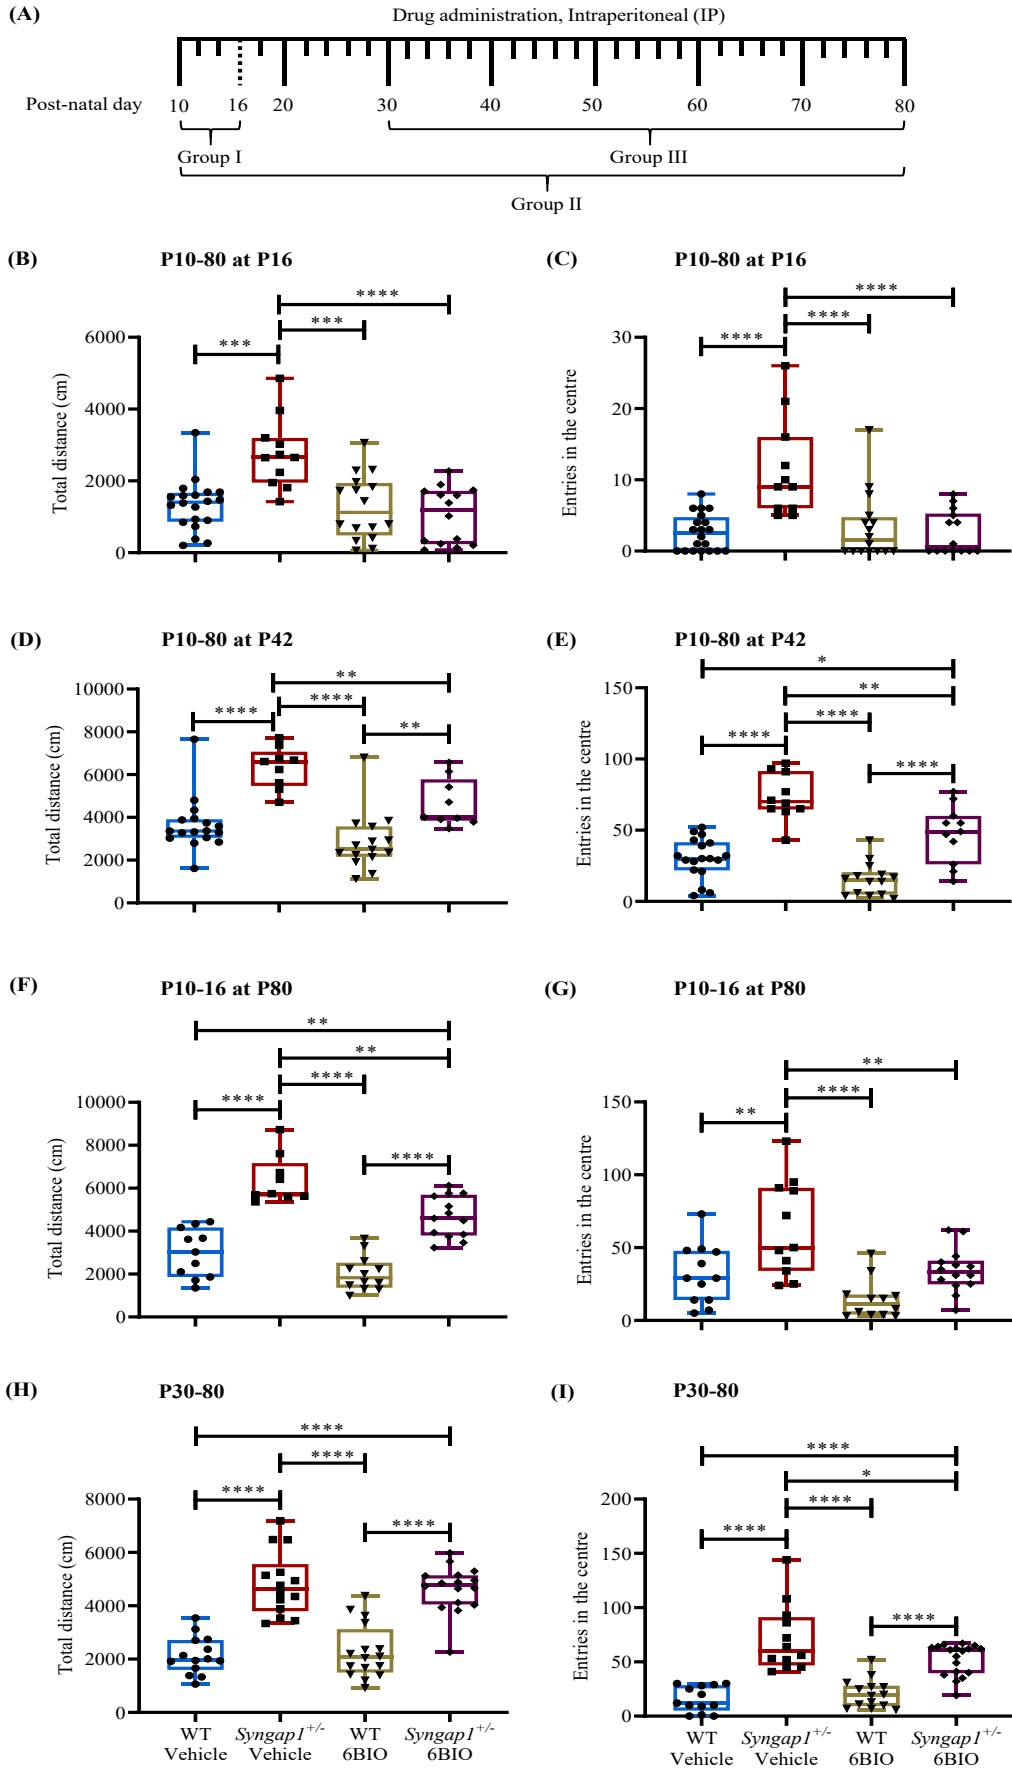 (A)
Drug administration, Intraperitoneal (IP)
Post-natal day
10 16 20 30 40 50 60 70 80
Group I
Group III
Group II
(B) P10-80 at P16
Total distance (cm)
6000
4000
2000
0
***
***
****
(C) P10-80 at P16
Entries in the centre
30
20
10
0
****
****
****
(D) P10-80 at P42
Total distance (cm)
10000
8000
6000
4000
2000
0
**
****
****
**
(E) P10-80 at P42
Entries in the centre
150
100
50
0
*
**
****
****
****
(F) P10-16 at P80
Total distance (cm)
10000
8000
6000
4000
2000
0
**
**
****
****
****
(G) P10-16 at P80
Entries in the centre
150
100
50
0
**
****
**
(H) P30-80
Total distance (cm)
8000
6000
4000
2000
0
****
****
****
****
WT Syngap1+/- WT Syngap1+/-
Vehicle Vehicle 6BIO 6BIO
(I) P30-80
Entries in the centre
200
150
100
50
0
****
*
****
****
****
WT Syngap1+/- WT Syngap1+/-
Vehicle Vehicle 6BIO 6BIO